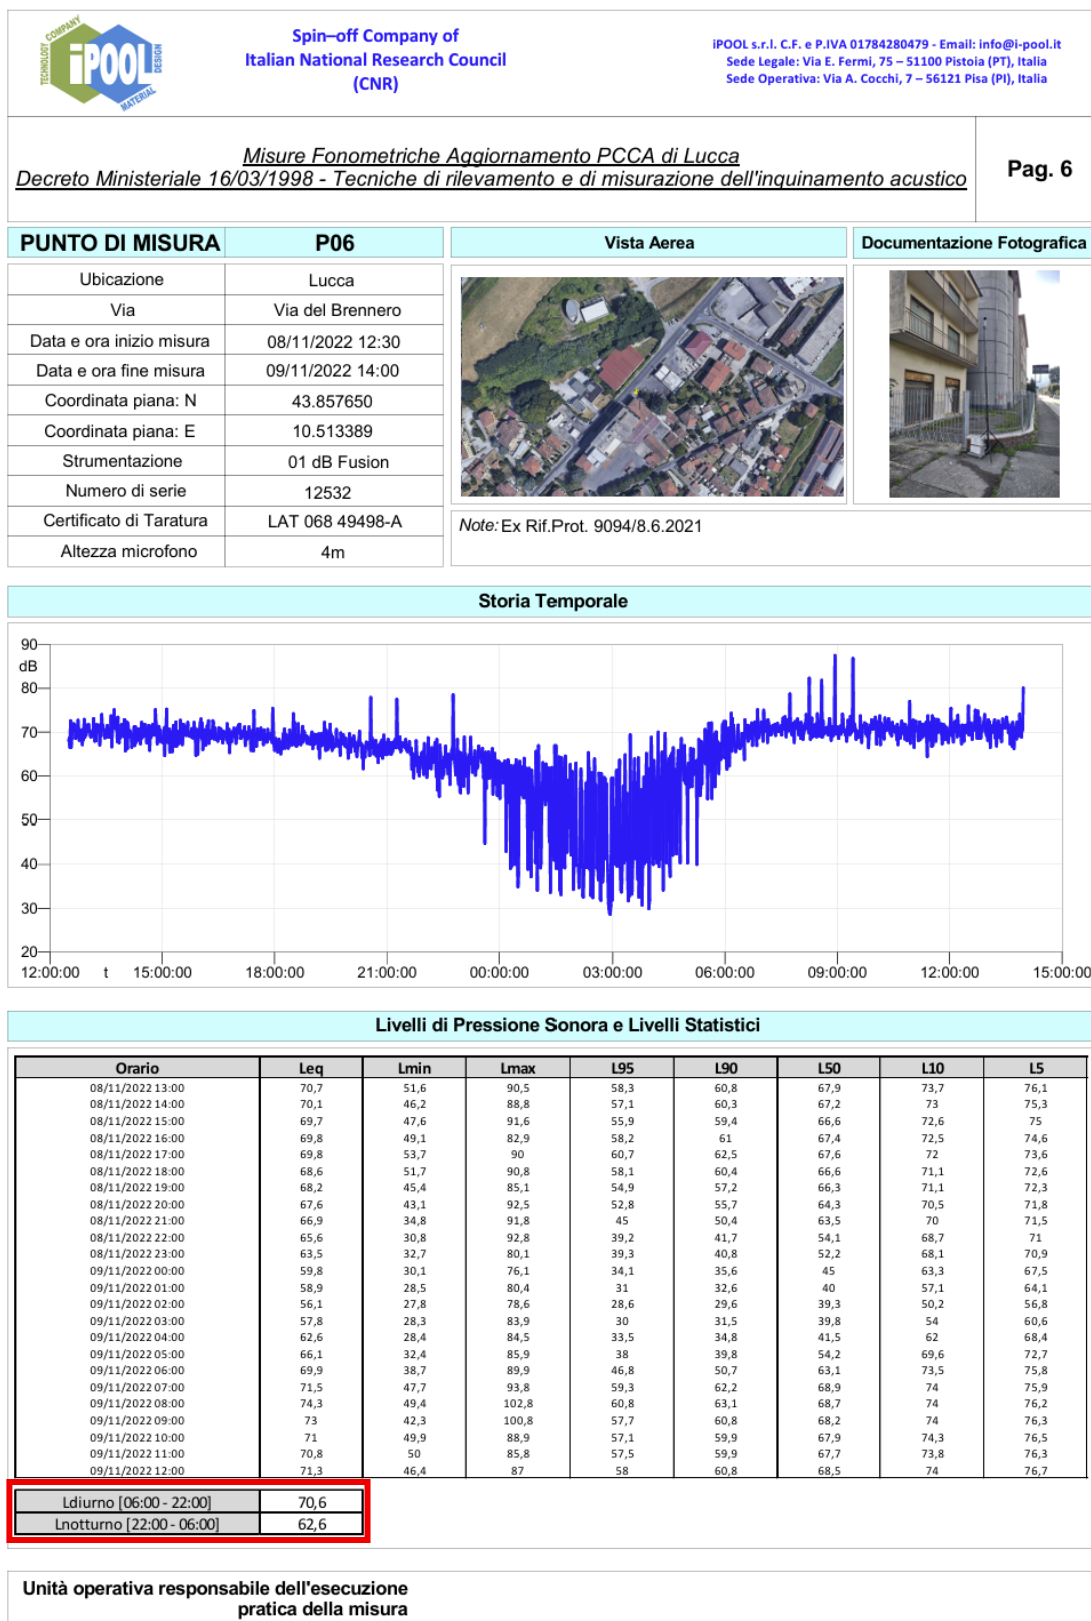 TECHNOLOGY COMPANY
iPOOL
DESIGN
MATERIAL
Spin–off Company of
Italian National Research Council
(CNR)
iPOOL s.r.l. C.F. e P.IVA 01784280479 - Email: info@i-pool.it
Sede Legale: Via E. Fermi, 75 – 51100 Pistoia (PT), Italia
Sede Operativa: Via A. Cocchi, 7 – 56121 Pisa (PI), Italia
Misure Fonometriche Aggiornamento PCCA di Lucca
Decreto Ministeriale 16/03/1998 - Tecniche di rilevamento e di misurazione dell'inquinamento acustico
Pag. 6
PUNTO DI MISURA P06
Ubicazione Lucca
Via Via del Brennero
Data e ora inizio misura 08/11/2022 12:30
Data e ora fine misura 09/11/2022 14:00
Coordinata piana: N 43.857650
Coordinata piana: E 10.513389
Strumentazione 01 dB Fusion
Numero di serie 12532
Certificato di Taratura LAT 068 49498-A
Altezza microfono 4m
Vista Aerea
Documentazione Fotografica
Note: Ex Rif.Prot. 9094/8.6.2021
Storia Temporale
90
dB
80
70
60
50
40
30
20
12:00:00 t 15:00:00 18:00:00 21:00:00 00:00:00 03:00:00 06:00:00 09:00:00 12:00:00 15:00:00
Livelli di Pressione Sonora e Livelli Statistici
Orario Leq Lmin Lmax L95 L90 L50 L10 L5
08/11/2022 13:00 70,7 51,6 90,5 58,3 60,8 67,9 73,7 76,1
08/11/2022 14:00 70,1 46,2 88,8 57,1 60,3 67,2 73 75,3
08/11/2022 15:00 69,7 47,6 91,6 55,9 59,4 66,6 72,6 75
08/11/2022 16:00 69,8 49,1 82,9 58,2 61 67,4 72,5 74,6
08/11/2022 17:00 69,8 53,7 90 60,7 62,5 67,6 72 73,6
08/11/2022 18:00 68,6 51,7 90,8 58,1 60,4 66,6 71,1 72,6
08/11/2022 19:00 68,2 45,4 85,1 54,9 57,2 66,3 71,1 72,3
08/11/2022 20:00 67,6 43,1 92,5 52,8 55,7 64,3 70,5 71,8
08/11/2022 21:00 66,9 34,8 91,8 45 50,4 63,5 70 71,5
08/11/2022 22:00 65,6 30,8 92,8 39,2 41,7 54,1 68,7 71
08/11/2022 23:00 63,5 32,7 80,1 39,3 40,8 52,2 68,1 70,9
09/11/2022 00:00 59,8 30,1 76,1 34,1 35,6 45 63,3 67,5
09/11/2022 01:00 58,9 28,5 80,4 31 32,6 40 57,1 64,1
09/11/2022 02:00 56,1 27,8 78,6 28,6 29,6 39,3 50,2 56,8
09/11/2022 03:00 57,8 28,3 83,9 30 31,5 39,8 54 60,6
09/11/2022 04:00 62,6 28,4 84,5 33,5 34,8 41,5 62 68,4
09/11/2022 05:00 66,1 32,4 85,9 38 39,8 54,2 69,6 72,7
09/11/2022 06:00 69,9 38,7 89,9 46,8 50,7 63,1 73,5 75,8
09/11/2022 07:00 71,5 47,7 93,8 59,3 62,2 68,9 74 75,9
09/11/2022 08:00 74,3 49,4 102,8 60,8 63,1 68,7 74 76,2
09/11/2022 09:00 73 42,3 100,8 57,7 60,8 68,2 74 76,3
09/11/2022 10:00 71 49,9 88,9 57,1 59,9 67,9 74,3 76,5
09/11/2022 11:00 70,8 50 85,8 57,5 59,9 67,7 73,8 76,3
09/11/2022 12:00 71,3 46,4 87 58 60,8 68,5 74 76,7
Ldiurno [06:00 - 22:00] 70,6
Lnotturno [22:00 - 06:00] 62,6
Unità operativa responsabile dell'esecuzione
pratica della misura